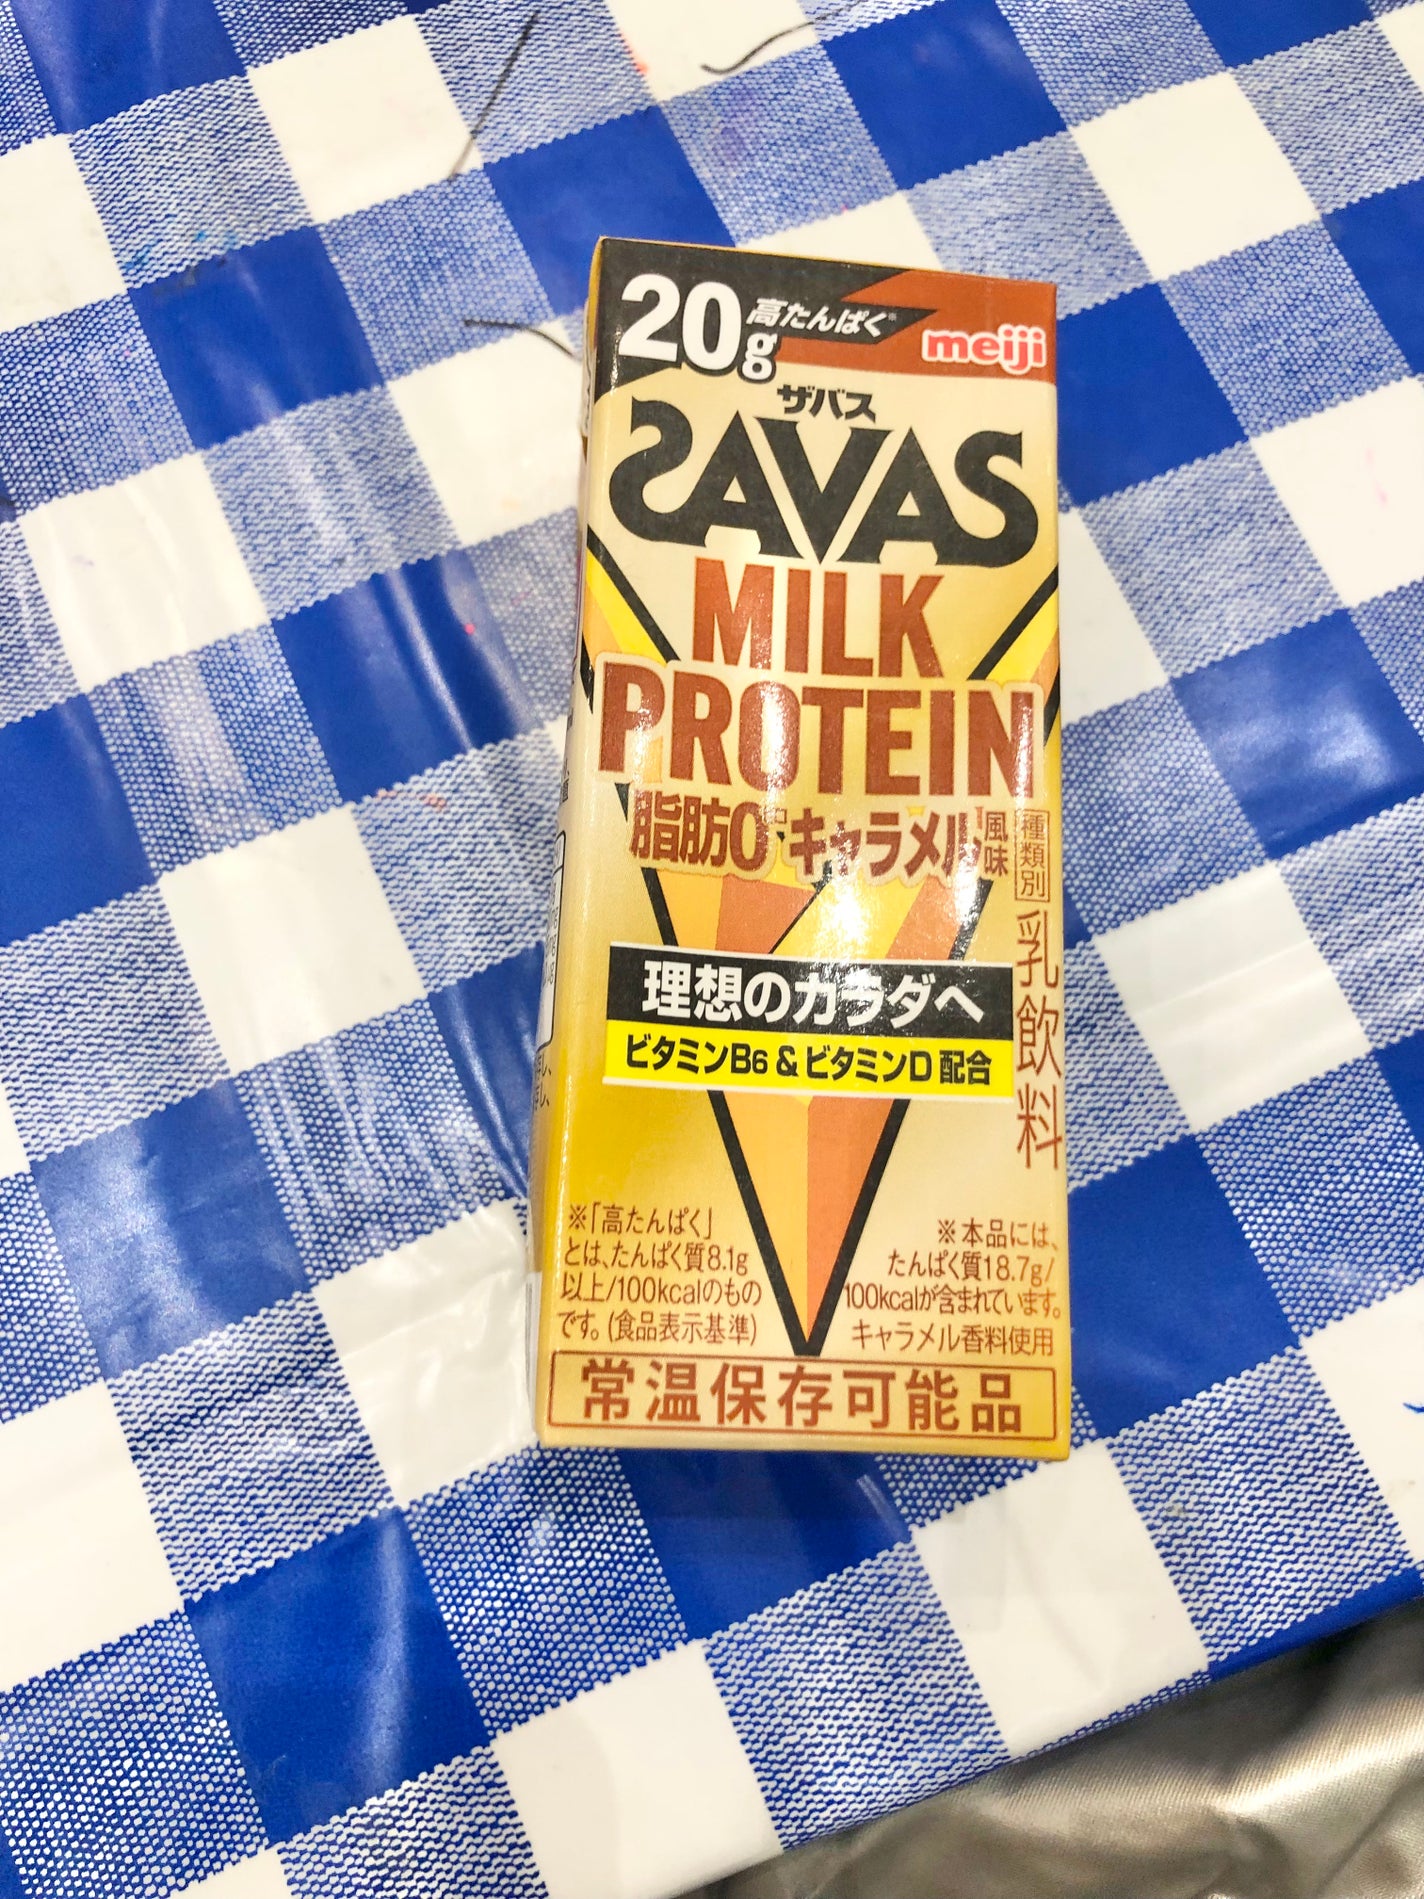 20g 高たんぱく※
meiji
ザバス
SAVAS
MILK
PROTEIN
脂肪0 キャラメル風味
種類別 乳飲料
理想のカラダへ
ビタミンB6 & ビタミンD 配合
※「高たんぱく」
とは、たんぱく質8.1g
以上/100kcalのもの
です。(食品表示基準)
※本品には、
たんぱく質18.7g/
100kcalが含まれています。
キャラメル香料使用
常温保存可能品